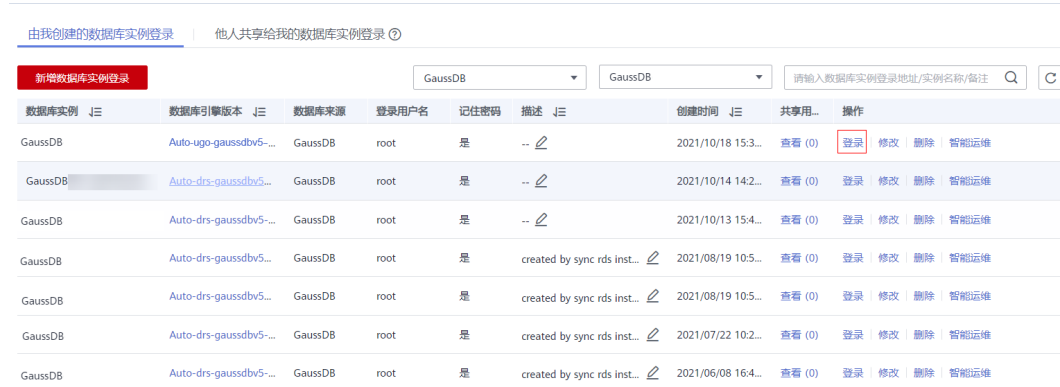 由我创建的数据库实例登录 他人共享给我的数据库实例登录
新增数据库实例登录 GaussDB GaussDB 请输入数据库实例登录地址/实例名称/备注
数据库实例 数据库引擎版本 数据库来源 登录用户名 记住密码 描述 创建时间 共享用... 操作
GaussDB Auto-ugo-gaussdbv5-... GaussDB root 是 -- 2021/10/18 15:3... 查看 (0) 登录 修改 删除 智能运维
GaussDB Auto-drs-gaussdbv5... GaussDB root 是 -- 2021/10/14 14:2... 查看 (0) 登录 修改 删除 智能运维
GaussDB Auto-drs-gaussdbv5... GaussDB root 是 -- 2021/10/13 15:4... 查看 (0) 登录 修改 删除 智能运维
GaussDB Auto-drs-gaussdbv5... GaussDB root 是 created by sync rds inst... 2021/08/19 10:5... 查看 (0) 登录 修改 删除 智能运维
GaussDB Auto-drs-gaussdbv5... GaussDB root 是 created by sync rds inst... 2021/08/19 10:5... 查看 (0) 登录 修改 删除 智能运维
GaussDB Auto-drs-gaussdbv5-... GaussDB root 是 created by sync rds inst... 2021/07/22 10:2... 查看 (0) 登录 修改 删除 智能运维
GaussDB Auto-drs-gaussdbv5-... GaussDB root 是 created by sync rds inst... 2021/06/08 16:4... 查看 (0) 登录 修改 删除 智能运维